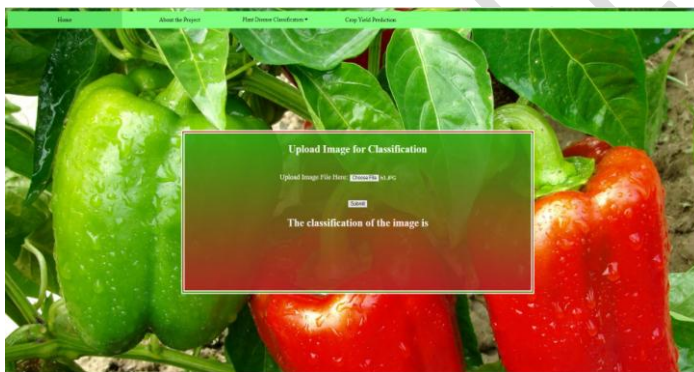 Home About the Project Plant Disease Classification Crop Yield Prediction
Upload Image for Classification
Upload Image File Here: Choose File
Submit
The classification of the image is